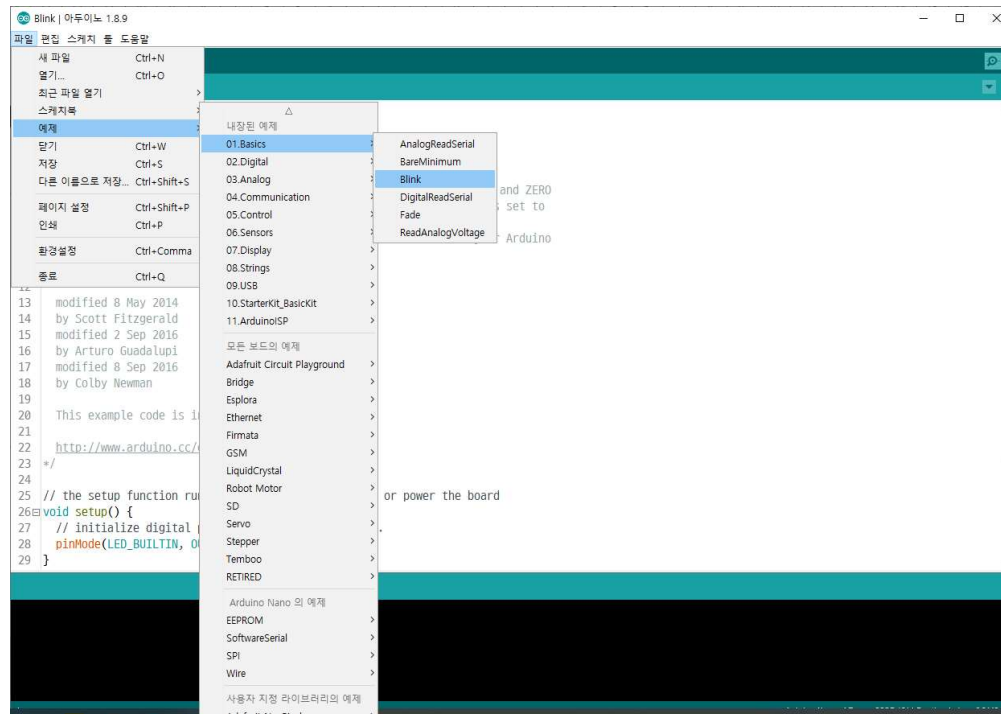 Blink | 아두이노 1.8.9
파일 편집 스케치 툴 도움말
새 파일 Ctrl+N
열기... Ctrl+O
최근 파일 열기
스케치북
예제
닫기 Ctrl+W
저장 Ctrl+S
다른 이름으로 저장... Ctrl+Shift+S
페이지 설정 Ctrl+Shift+P
인쇄 Ctrl+P
환경설정 Ctrl+Comma
종료 Ctrl+Q
내장된 예제
01.Basics
02.Digital
03.Analog
04.Communication
05.Control
06.Sensors
07.Display
08.Strings
09.USB
10.StarterKit_BasicKit
11.ArduinoISP
모든 보드의 예제
Adafruit Circuit Playground
Bridge
Esplora
Ethernet
Firmata
GSM
LiquidCrystal
Robot Motor
SD
Servo
Stepper
Temboo
RETIRED
Arduino Nano 의 예제
EEPROM
SoftwareSerial
SPI
Wire
사용자 지정 라이브러리의 예제
AnalogReadSerial
BareMinimum
Blink
DigitalReadSerial
Fade
ReadAnalogVoltage
and ZERO
set to
Arduino
12
13 modified 8 May 2014
14 by Scott Fitzgerald
15 modified 2 Sep 2016
16 by Arturo Guadalupi
17 modified 8 Sep 2016
18 by Colby Newman
19
20 This example code is
21
22 http://www.arduino.cc/
23 */
24
25 // the setup function or power the board
26 void setup() {
27 // initialize digital .
28 pinMode(LED_BUILTIN,
29 }